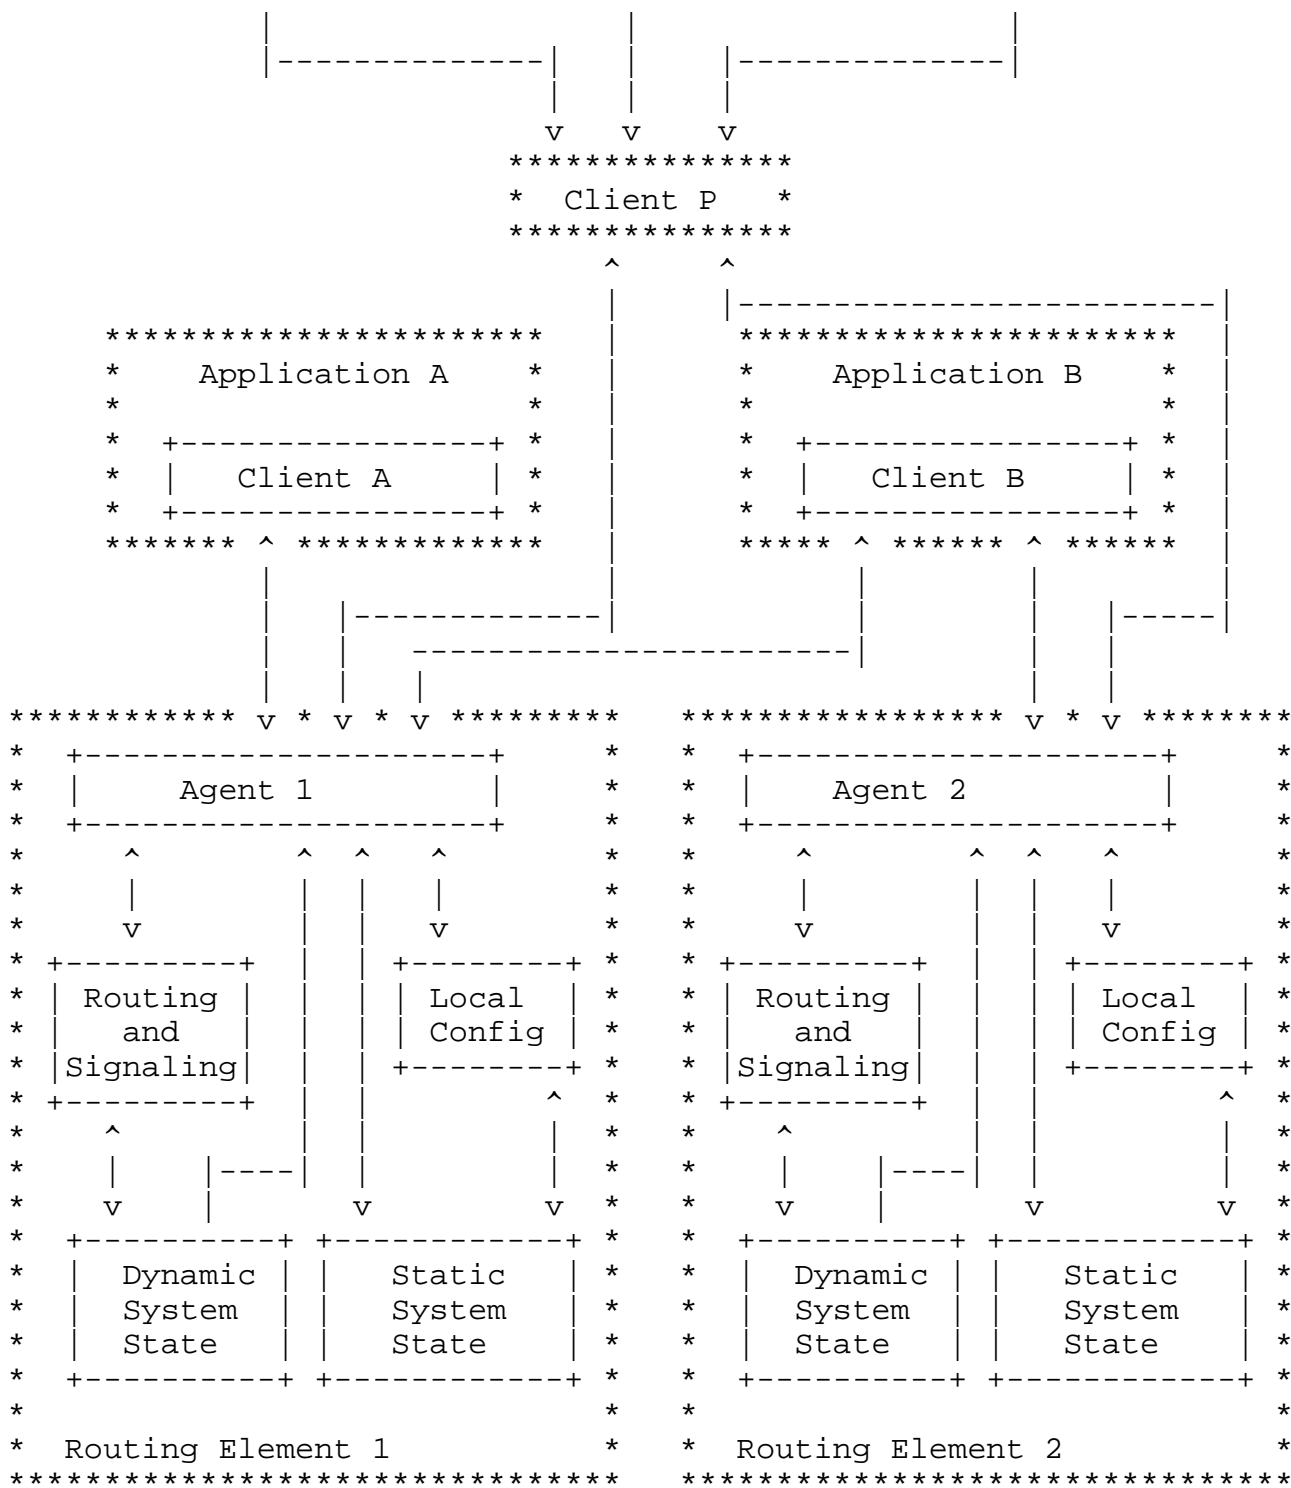 Client P
Application A Application B
Client A Client B
Agent 1 Agent 2
Routing Local Routing Local
and Config and Config
Signaling Signaling
Dynamic Static Dynamic Static
System System System System
State State State State
Routing Element 1 Routing Element 2